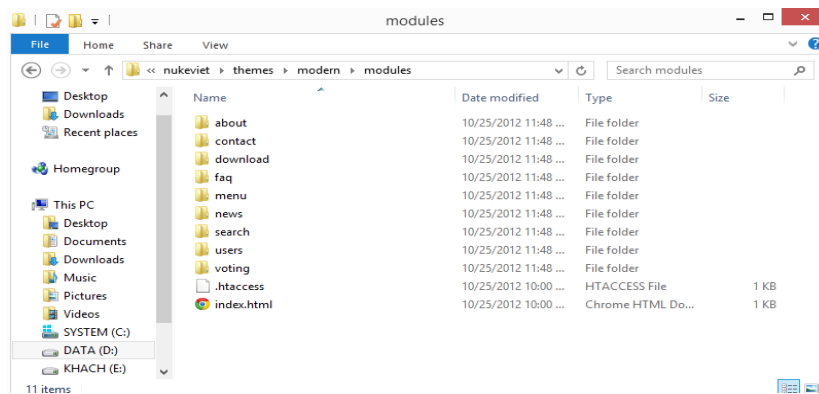 modules
File Home Share View
« nukeviet ▸ themes ▸ modern ▸ modules Search modules
Name Date modified Type Size
Desktop
Downloads
Recent places
Homegroup
This PC
Desktop
Documents
Downloads
Music
Pictures
Videos
SYSTEM (C:)
DATA (D:)
KHACH (E:)
about 10/25/2012 11:48 ... File folder
contact 10/25/2012 11:48 ... File folder
download 10/25/2012 11:48 ... File folder
faq 10/25/2012 11:48 ... File folder
menu 10/25/2012 11:48 ... File folder
news 10/25/2012 11:48 ... File folder
search 10/25/2012 11:48 ... File folder
users 10/25/2012 11:48 ... File folder
voting 10/25/2012 11:48 ... File folder
.htaccess 10/25/2012 10:00 ... HTACCESS File 1 KB
index.html 10/25/2012 10:00 ... Chrome HTML Do... 1 KB
11 items